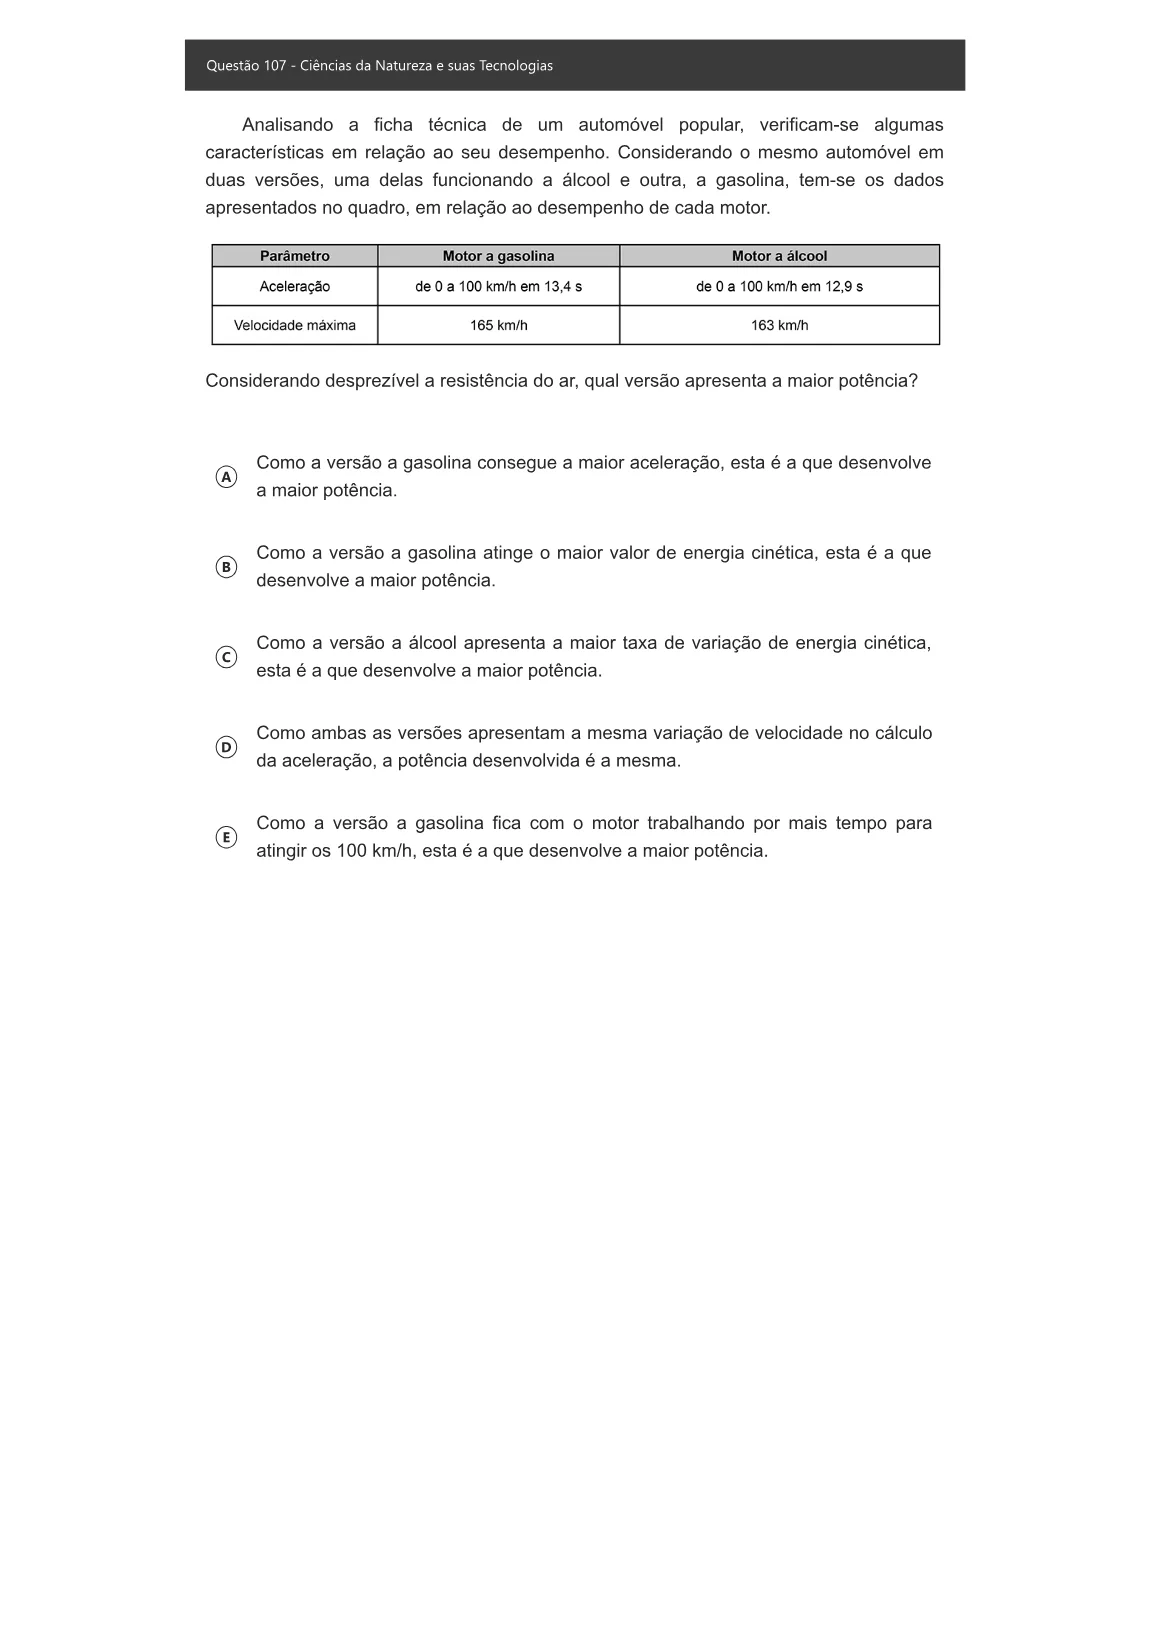 Questão 107 - Ciências da Natureza e suas Tecnologias
Analisando a ficha técnica de um automóvel popular, verificam-se algumas
características em relação ao seu desempenho. Considerando o mesmo automóvel em
duas versões, uma delas funcionando a álcool e outra, a gasolina, tem-se os dados
apresentados no quadro, em relação ao desempenho de cada motor.
Parâmetro Motor a gasolina Motor a álcool
Aceleração de 0 a 100 km/h em 13,4 s de 0 a 100 km/h em 12,9 s
Velocidade máxima 165 km/h 163 km/h
Considerando desprezível a resistência do ar, qual versão apresenta a maior potência?
A Como a versão a gasolina consegue a maior aceleração, esta é a que desenvolve
a maior potência.
B Como a versão a gasolina atinge o maior valor de energia cinética, esta é a que
desenvolve a maior potência.
C Como a versão a álcool apresenta a maior taxa de variação de energia cinética,
esta é a que desenvolve a maior potência.
D Como ambas as versões apresentam a mesma variação de velocidade no cálculo
da aceleração, a potência desenvolvida é a mesma.
E Como a versão a gasolina fica com o motor trabalhando por mais tempo para
atingir os 100 km/h, esta é a que desenvolve a maior potência.